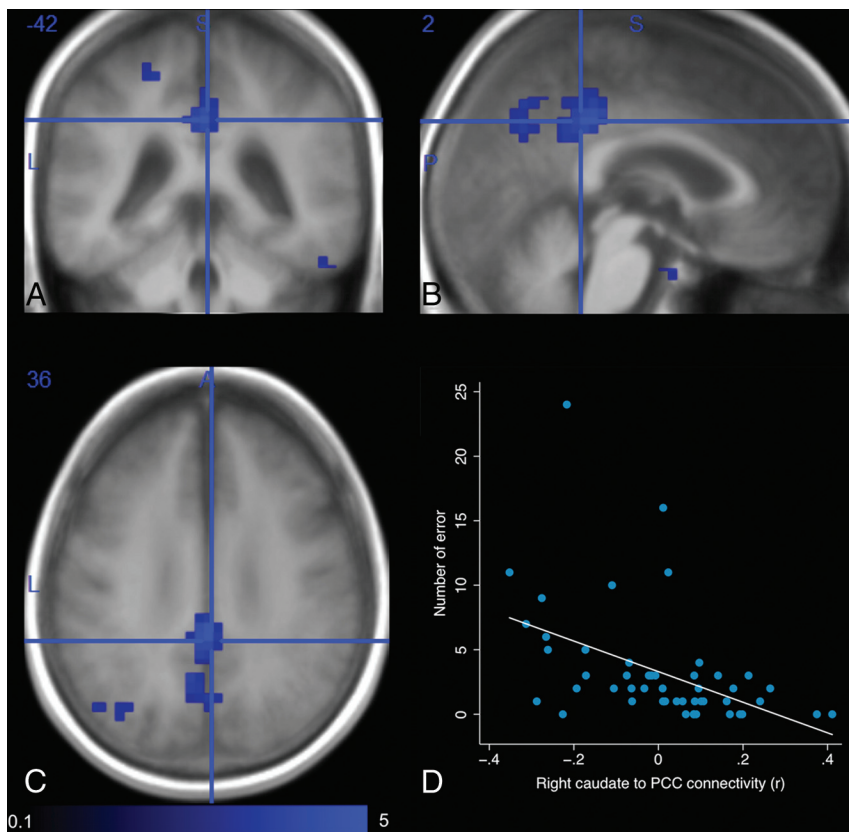 -42
S
L
A
2
S
P
B
36
A
L
C
0.1
5
25
20
15
10
5
0
Number of error
-.4
-.2
0
.2
.4
Right caudate to PCC connectivity (r)
D